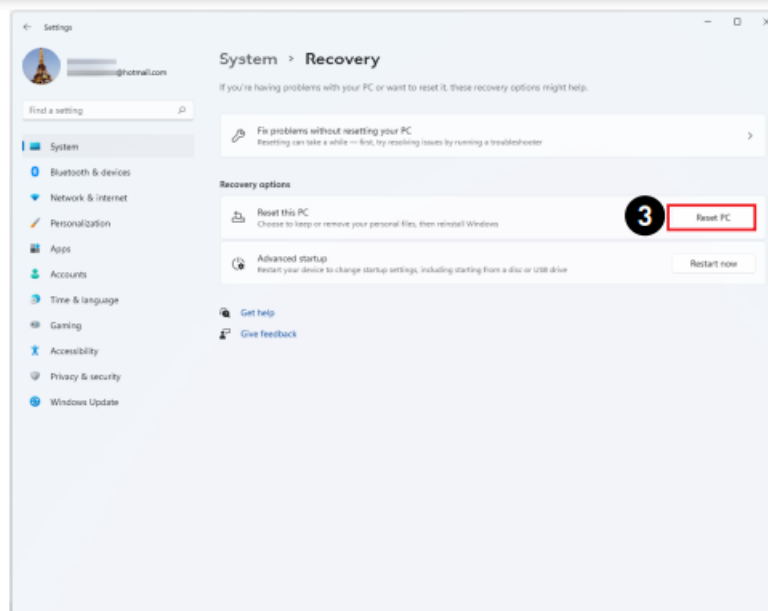 Settings
@hotmail.com
Find a setting
System
Bluetooth & devices
Network & internet
Personalization
Apps
Accounts
Time & language
Gaming
Accessibility
Privacy & security
Windows Update
System > Recovery
If you're having problems with your PC or want to reset it, these recovery options might help.
Fix problems without resetting your PC
Resetting can take a while — first, try resolving issues by running a troubleshooter
Recovery options
Reset this PC
Choose to keep or remove your personal files, then reinstall Windows
3
Reset PC
Advanced startup
Restart your device to change startup settings, including starting from a disc or USB drive
Restart now
Get help
Give feedback